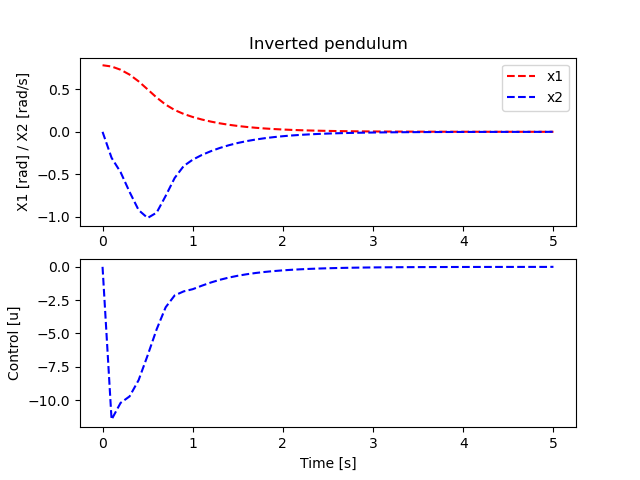 Inverted pendulum
X1 [rad] / X2 [rad/s]
0.5
0.0
−0.5
−1.0
x1
x2
0 1 2 3 4 5
Control [u]
0.0
−2.5
−5.0
−7.5
−10.0
0 1 2 3 4 5
Time [s]